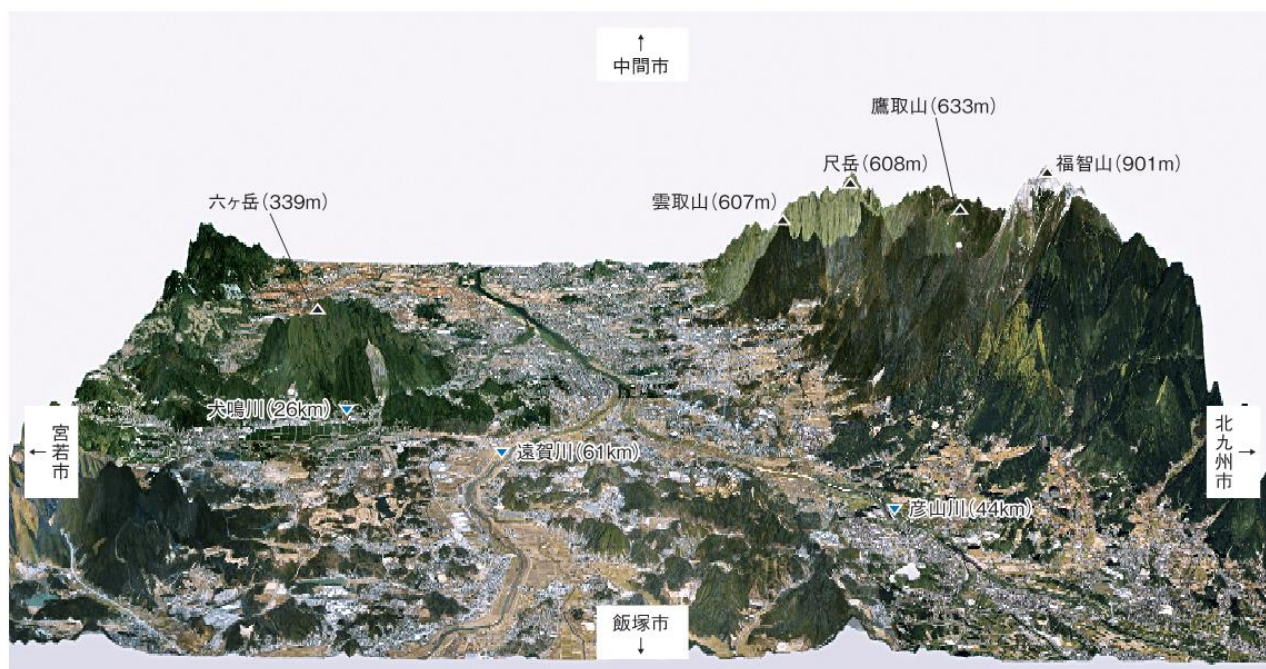 ↑
中間市
鷹取山(633m)
尺岳(608m)
福智山(901m)
六ヶ岳(339m)
雲取山(607m)
犬鳴川(26km)
←宮若市
遠賀川(61km)
北九州市→
彦山川(44km)
飯塚市
↓